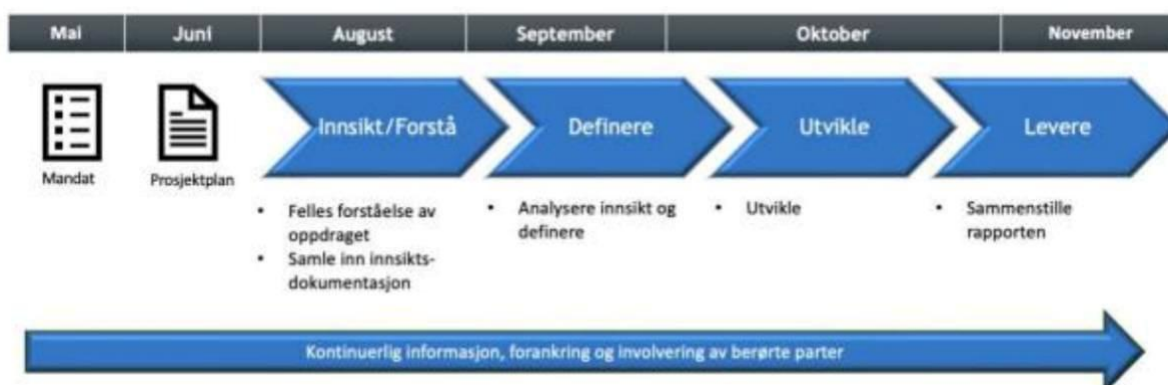 Mai
Juni
August
September
Oktober
November
Mandat
Prosjektplan
Innsikt/Forstå
Definere
Utvikle
Levere
• Felles forståelse av
oppdraget
• Samle inn innsikts-
dokumentasjon
• Analysere innsikt og
definere
• Utvikle
• Sammenstille
rapporten
Kontinuerlig informasjon, forankring og involvering av berørte parter